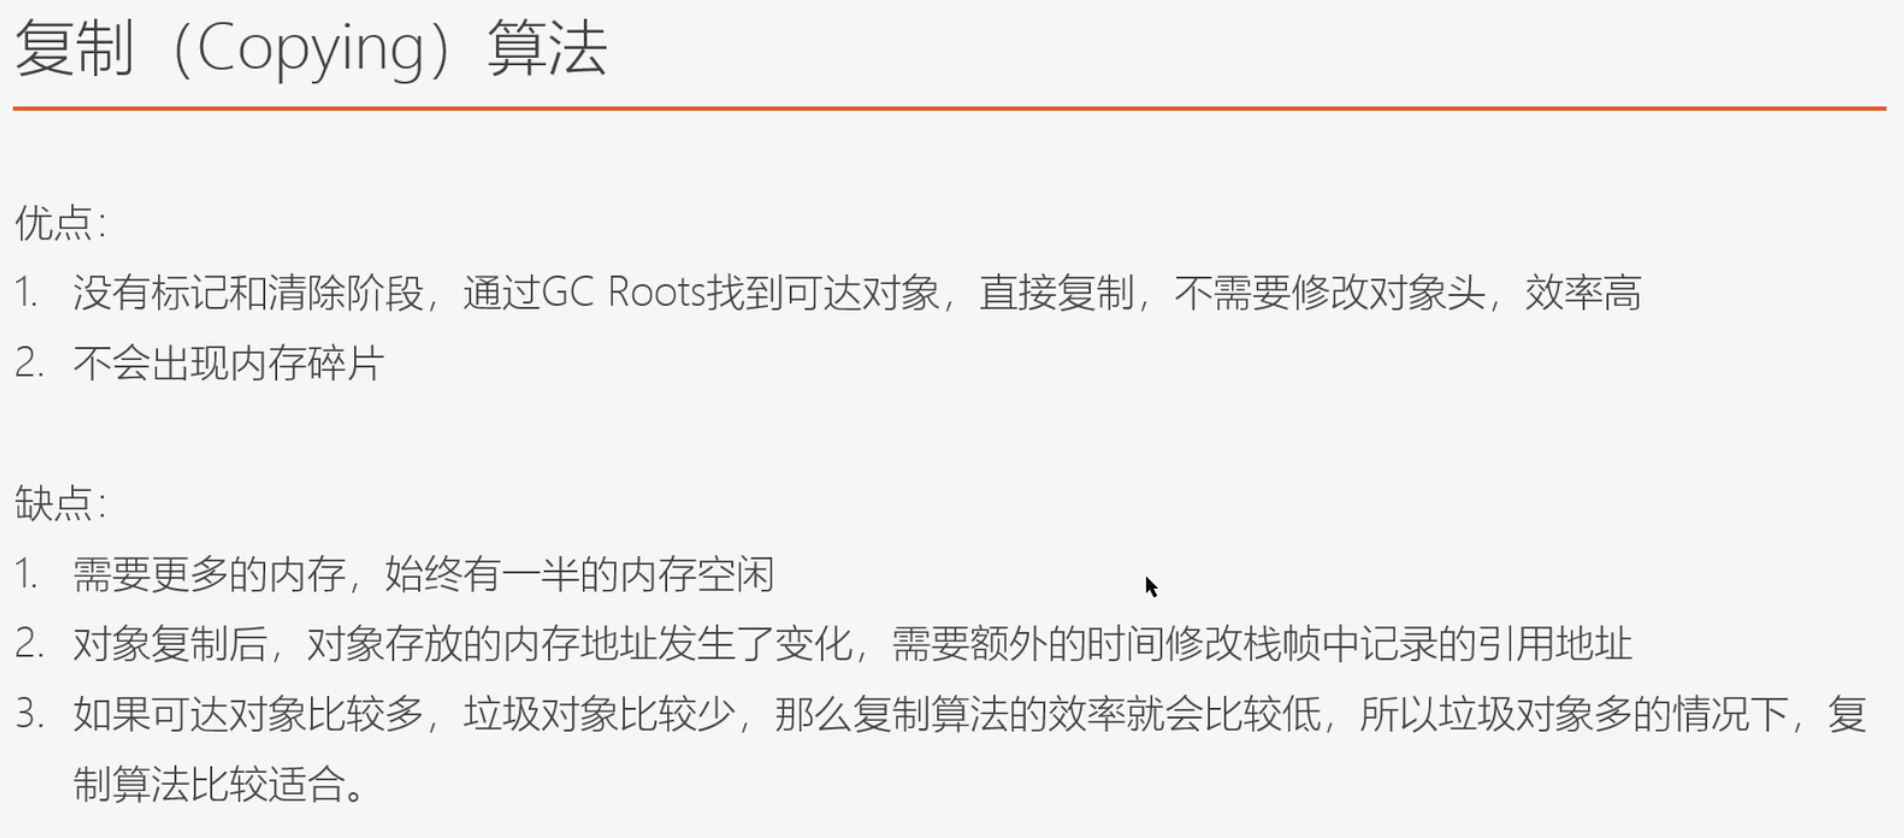 复制（Copying）算法
优点：
1. 没有标记和清除阶段，通过GC Roots找到可达对象，直接复制，不需要修改对象头，效率高
2. 不会出现内存碎片
缺点：
1. 需要更多的内存，始终有一半的内存空闲
2. 对象复制后，对象存放的内存地址发生了变化，需要额外的时间修改栈帧中记录的引用地址
3. 如果可达对象比较多，垃圾对象比较少，那么复制算法的效率就会比较低，所以垃圾对象多的情况下，复
制算法比较适合。